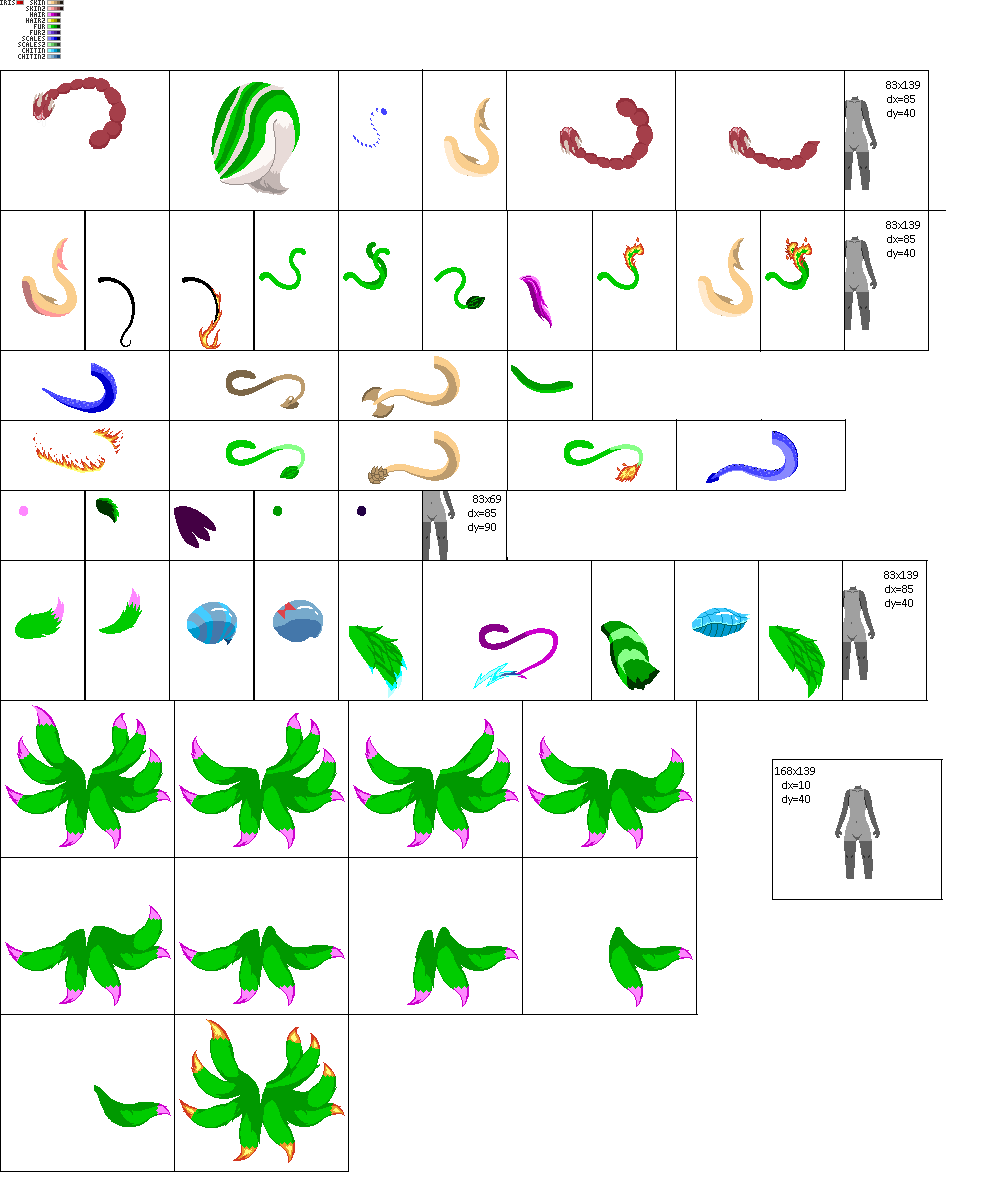 IRIS SKIN
SKIN2
HAIR
HAIR2
FUR
FUR2
SCALES
SCALES2
CHITIN
CHITIN2
83x139
dx=85
dy=40
83x139
dx=85
dy=40
83x69
dx=85
dy=90
83x139
dx=85
dy=40
168x139
dx=10
dy=40